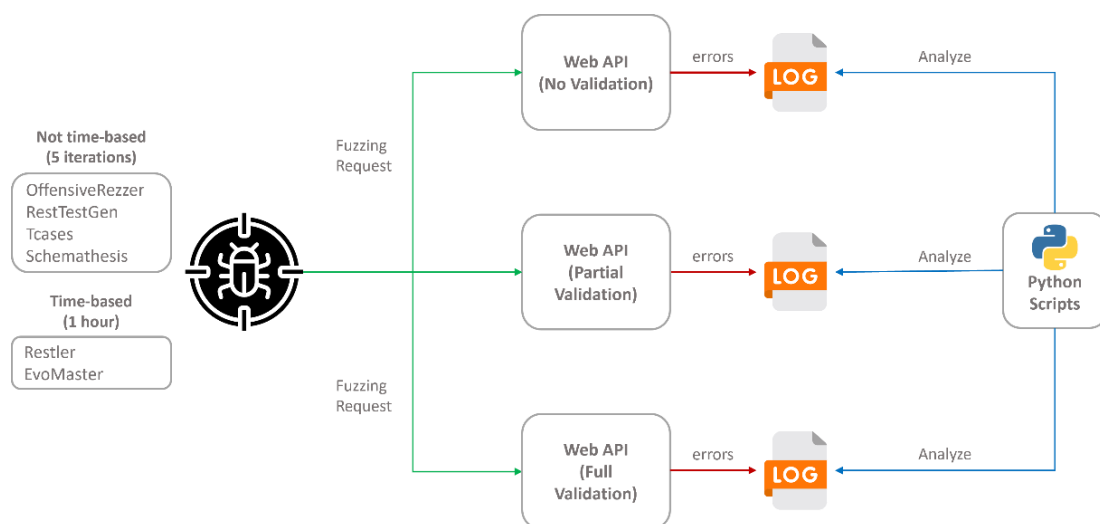 Not time-based
(5 iterations)
OffensiveRezzer
RestTestGen
Tcases
Schemathesis
Time-based
(1 hour)
Restler
EvoMaster
Fuzzing
Request
Fuzzing
Request
Web API
(No Validation)
errors
LOG
Analyze
Web API
(Partial
Validation)
errors
LOG
Analyze
Web API
(Full
Validation)
errors
LOG
Analyze
Python
Scripts